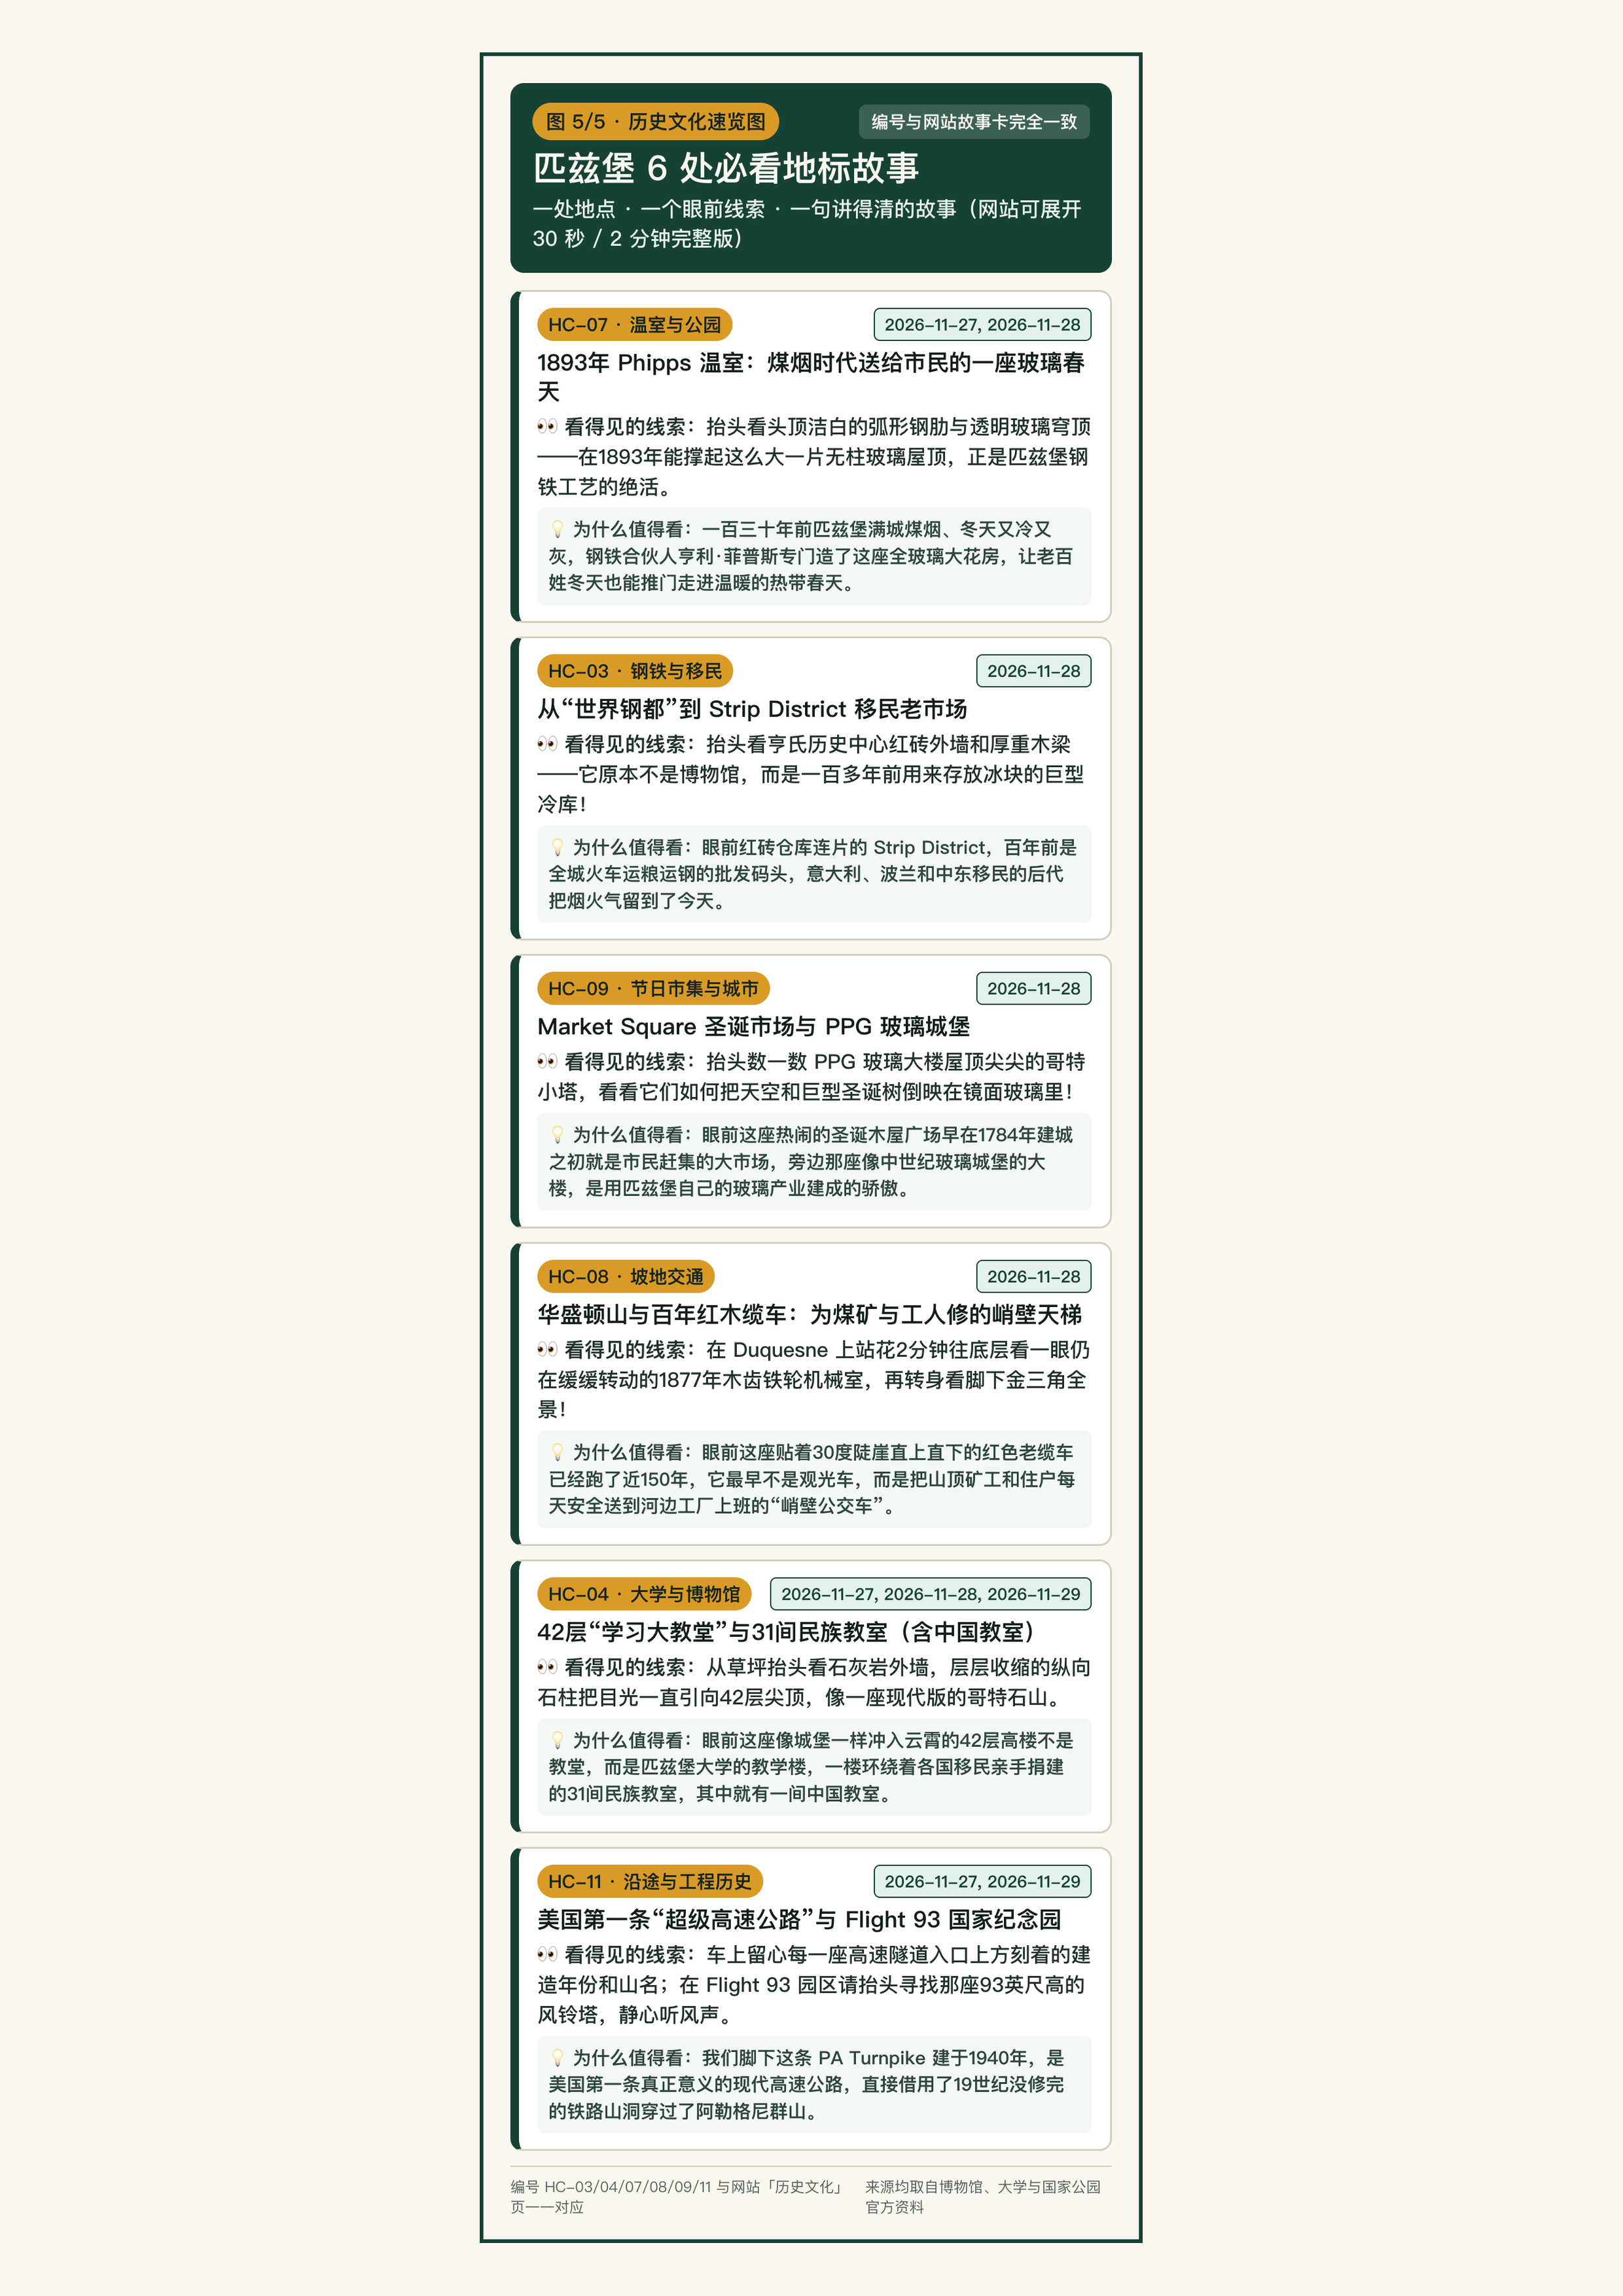 图 5/5 · 历史文化速览图
编号与网站故事卡完全一致
匹兹堡 6 处必看地标故事
一处地点 · 一个眼前线索 · 一句讲得清的故事（网站可展开
30 秒 / 2 分钟完整版）
HC–07 · 温室与公园
2026–11–27, 2026–11–28
1893年 Phipps 温室：煤烟时代送给市民的一座玻璃春
天
👀 看得见的线索：抬头看头顶洁白的弧形钢肋与透明玻璃穹顶
——在1893年能撑起这么大一片无柱玻璃屋顶，正是匹兹堡钢
铁工艺的绝活。
💡 为什么值得看：一百三十年前匹兹堡满城煤烟、冬天又冷又
灰，钢铁合伙人亨利·菲普斯专门造了这座全玻璃大花房，让老百
姓冬天也能推门走进温暖的热带春天。
HC–03 · 钢铁与移民
2026–11–28
从“世界钢都”到 Strip District 移民老市场
👀 看得见的线索：抬头看亨氏历史中心红砖外墙和厚重木梁
——它原本不是博物馆，而是一百多年前用来存放冰块的巨型
冷库！
💡 为什么值得看：眼前红砖仓库连片的 Strip District，百年前是
全城火车运粮运钢的批发码头，意大利、波兰和中东移民的后代
把烟火气留到了今天。
HC–09 · 节日市集与城市
2026–11–28
Market Square 圣诞市场与 PPG 玻璃城堡
👀 看得见的线索：抬头数一数 PPG 玻璃大楼屋顶尖尖的哥特
小塔，看看它们如何把天空和巨型圣诞树倒映在镜面玻璃里！
💡 为什么值得看：眼前这座热闹的圣诞木屋广场早在1784年建城
之初就是市民赶集的大市场，旁边那座像中世纪玻璃城堡的大
楼，是用匹兹堡自己的玻璃产业建成的骄傲。
HC–08 · 坡地交通
2026–11–28
华盛顿山与百年红木缆车：为煤矿与工人修的峭壁天梯
👀 看得见的线索：在 Duquesne 上站花2分钟往底层看一眼仍
在缓缓转动的1877年木齿铁轮机械室，再转身看脚下金三角全
景！
💡 为什么值得看：眼前这座贴着30度陡崖直上直下的红色老缆车
已经跑了近150年，它最早不是观光车，而是把山顶矿工和住户每
天安全送到河边工厂上班的“峭壁公交车”。
HC–04 · 大学与博物馆
2026–11–27, 2026–11–28, 2026–11–29
42层“学习大教堂”与31间民族教室（含中国教室）
👀 看得见的线索：从草坪抬头看石灰岩外墙，层层收缩的纵向
石柱把目光一直引向42层尖顶，像一座现代版的哥特石山。
💡 为什么值得看：眼前这座像城堡一样冲入云霄的42层高楼不是
教堂，而是匹兹堡大学的教学楼，一楼环绕着各国移民亲手捐建
的31间民族教室，其中就有一间中国教室。
HC–11 · 沿途与工程历史
2026–11–27, 2026–11–29
美国第一条“超级高速公路”与 Flight 93 国家纪念园
👀 看得见的线索：车上留心每一座高速隧道入口上方刻着的建
造年份和山名；在 Flight 93 园区请抬头寻找那座93英尺高的
风铃塔，静心听风声。
💡 为什么值得看：我们脚下这条 PA Turnpike 建于1940年，是
美国第一条真正意义的现代高速公路，直接借用了19世纪没修完
的铁路山洞穿过了阿勒格尼群山。
编号 HC–03/04/07/08/09/11 与网站「历史文化」
页一一对应
来源均取自博物馆、大学与国家公园
官方资料